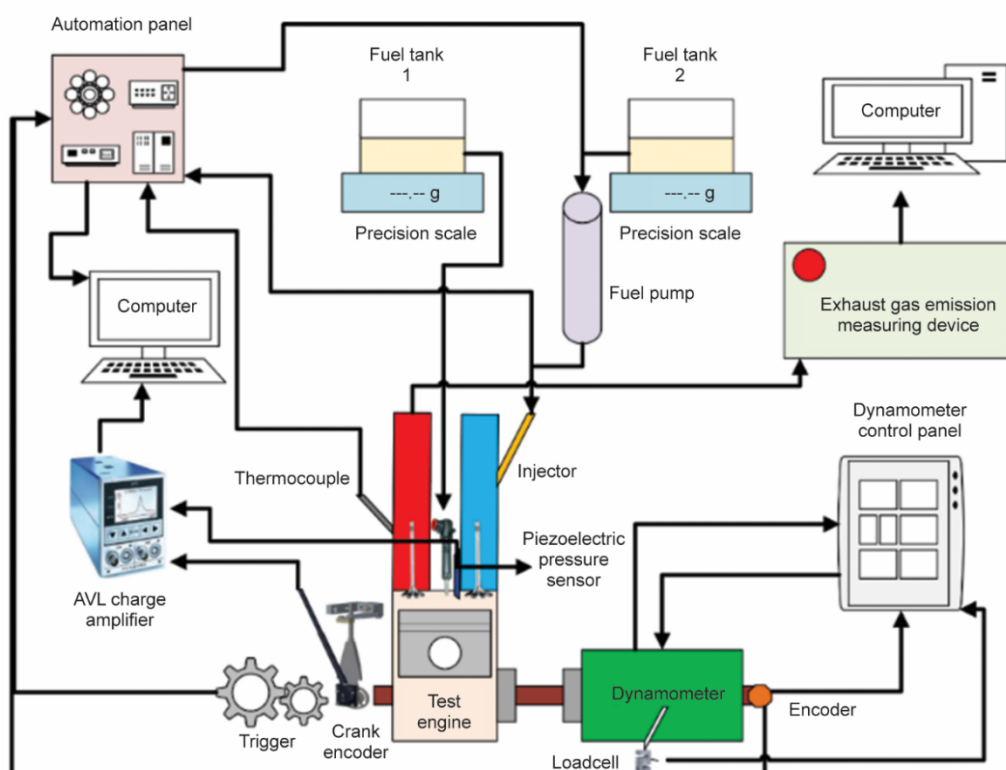 Automation panel
Fuel tank
1
Fuel tank
2
Computer
---.-- g
---.-- g
Precision scale
Precision scale
Fuel pump
Computer
Exhaust gas emission
measuring device
Dynamometer
control panel
Thermocouple
Injector
Piezoelectric
pressure
sensor
AVL charge
amplifier
Test
engine
Dynamometer
Encoder
Trigger
Crank
encoder
Loadcell